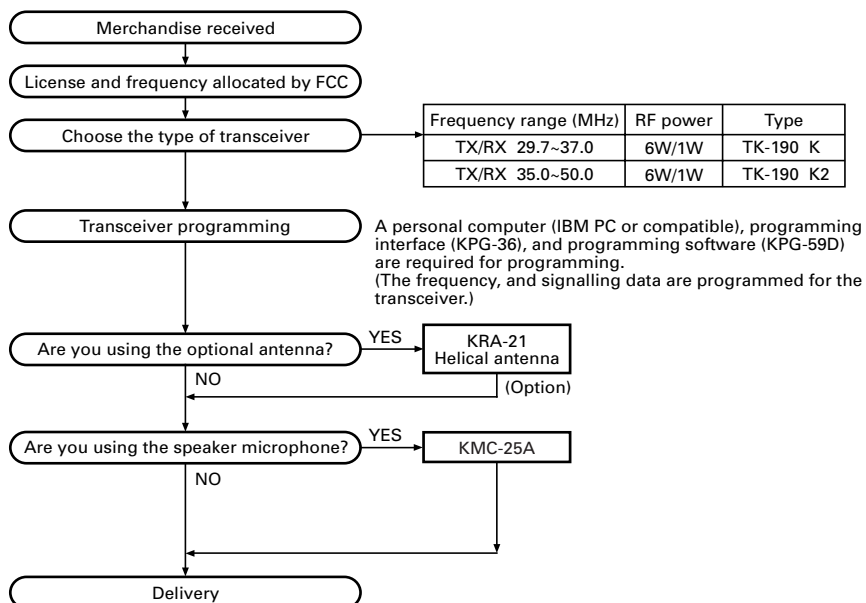 Merchandise received
License and frequency allocated by FCC
Choose the type of transceiver
Frequency range (MHz) RF power Type
TX/RX 29.7~37.0 6W/1W TK-190 K
TX/RX 35.0~50.0 6W/1W TK-190 K2
Transceiver programming
A personal computer (IBM PC or compatible), programming
interface (KPG-36), and programming software (KPG-59D)
are required for programming.
(The frequency, and signalling data are programmed for the
transceiver.)
Are you using the optional antenna?
YES
KRA-21
Helical antenna
NO
(Option)
Are you using the speaker microphone?
YES
KMC-25A
NO
Delivery